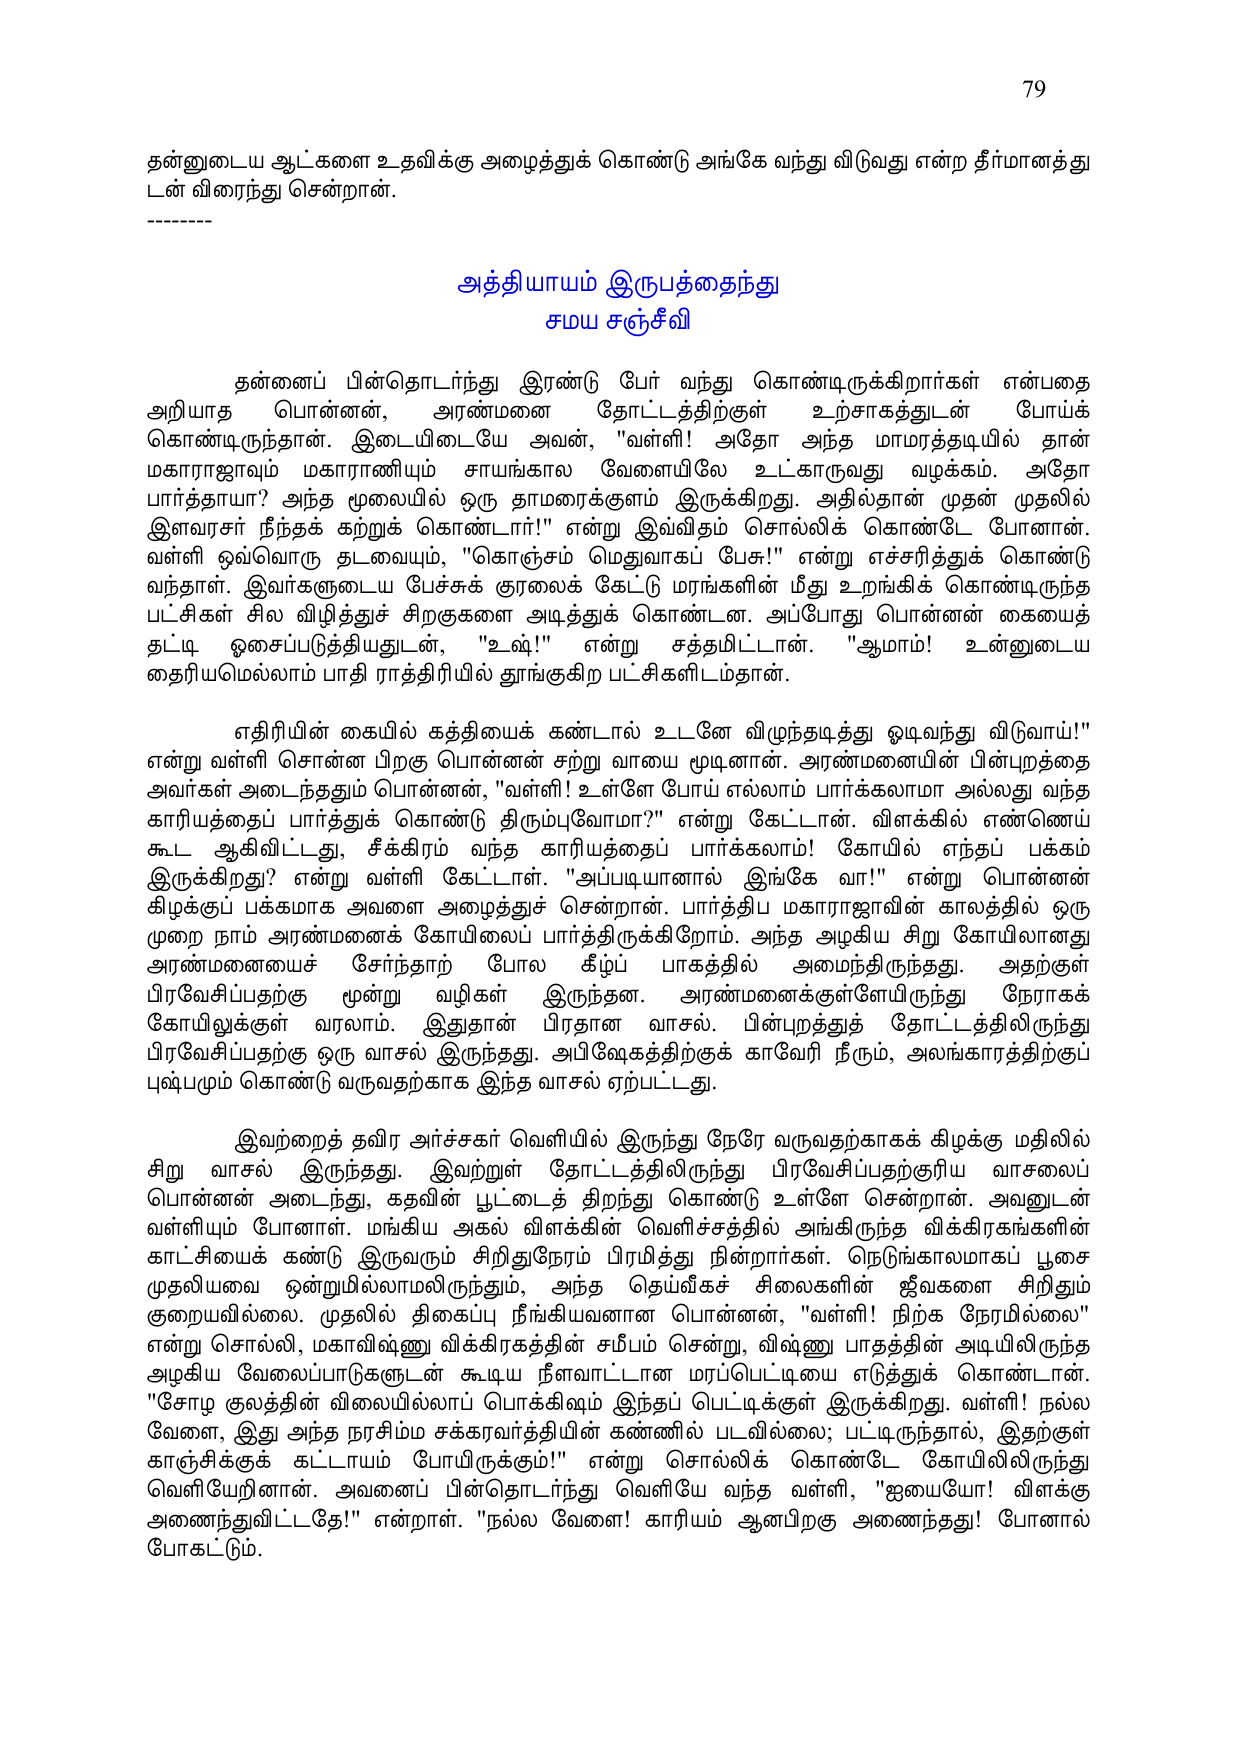 79
தன்னுடைய ஆட்களை உதவிக்கு அழைத்துக் கொண்டு அங்கே வந்து விடுவது என்ற தீர்மானத்து
டன் விரைந்து சென்றான்.
--------
அத்தியாயம் இருபத்தைந்து
சமய சஞ்சீவி
தன்னைப் பின்தொடர்ந்து இரண்டு பேர் வந்து கொண்டிருக்கிறார்கள் என்பதை
அறியாத பொன்னன், அரண்மனை தோட்டத்திற்குள் உற்சாகத்துடன் போய்க்
கொண்டிருந்தான். இடையிடையே அவன், "வள்ளி! அதோ அந்த மாமரத்தடியில் தான்
மகாராஜாவும் மகாராணியும் சாயங்கால வேளையிலே உட்காருவது வழக்கம். அதோ
பார்த்தாயா? அந்த மூலையில் ஒரு தாமரைக்குளம் இருக்கிறது. அதில்தான் முதன் முதலில்
இளவரசர் நீந்தக் கற்றுக் கொண்டார்!" என்று இவ்விதம் சொல்லிக் கொண்டே போனான்.
வள்ளி ஒவ்வொரு தடவையும், "கொஞ்சம் மெதுவாகப் பேசு!" என்று எச்சரித்துக் கொண்டு
வந்தாள். இவர்களுடைய பேச்சுக் குரலைக் கேட்டு மரங்களின் மீது உறங்கிக் கொண்டிருந்த
பட்சிகள் சில விழித்துச் சிறகுகளை அடித்துக் கொண்டன. அப்போது பொன்னன் கையைத்
தட்டி ஓசைப்படுத்தியதுடன், "உஷ்!" என்று சத்தமிட்டான். "ஆமாம்! உன்னுடைய
தைரியமெல்லாம் பாதி ராத்திரியில் தூங்குகிற பட்சிகளிடம்தான்.
எதிரியின் கையில் கத்தியைக் கண்டால் உடனே விழுந்தடித்து ஓடிவந்து விடுவாய்!"
என்று வள்ளி சொன்ன பிறகு பொன்னன் சற்று வாயை மூடினான். அரண்மனையின் பின்புறத்தை
அவர்கள் அடைந்ததும் பொன்னன், "வள்ளி! உள்ளே போய் எல்லாம் பார்க்கலாமா அல்லது வந்த
காரியத்தைப் பார்த்துக் கொண்டு திரும்புவோமா?" என்று கேட்டான். விளக்கில் எண்ணெய்
கூட ஆகிவிட்டது, சீக்கிரம் வந்த காரியத்தைப் பார்க்கலாம்! கோயில் எந்தப் பக்கம்
இருக்கிறது? என்று வள்ளி கேட்டாள். "அப்படியானால் இங்கே வா!" என்று பொன்னன்
கிழக்குப் பக்கமாக அவளை அழைத்துச் சென்றான். பார்த்திப மகாராஜாவின் காலத்தில் ஒரு
முறை நாம் அரண்மனைக் கோயிலைப் பார்த்திருக்கிறோம். அந்த அழகிய சிறு கோயிலானது
அரண்மனையைச் சேர்ந்தாற் போல கீழ்ப் பாகத்தில் அமைந்திருந்தது. அதற்குள்
பிரவேசிப்பதற்கு மூன்று வழிகள் இருந்தன. அரண்மனைக்குள்ளேயிருந்து நேராகக்
கோயிலுக்குள் வரலாம். இதுதான் பிரதான வாசல். பின்புறத்துத் தோட்டத்திலிருந்து
பிரவேசிப்பதற்கு ஒரு வாசல் இருந்தது. அபிஷேகத்திற்குக் காவேரி நீரும், அலங்காரத்திற்குப்
புஷ்பமும் கொண்டு வருவதற்காக இந்த வாசல் ஏற்பட்டது.
இவற்றைத் தவிர அர்ச்சகர் வெளியில் இருந்து நேரே வருவதற்காகக் கிழக்கு மதிலில்
சிறு வாசல் இருந்தது. இவற்றுள் தோட்டத்திலிருந்து பிரவேசிப்பதற்குரிய வாசலைப்
பொன்னன் அடைந்து, கதவின் பூட்டைத் திறந்து கொண்டு உள்ளே சென்றான். அவனுடன்
வள்ளியும் போனாள். மங்கிய அகல் விளக்கின் வெளிச்சத்தில் அங்கிருந்த விக்கிரகங்களின்
காட்சியைக் கண்டு இருவரும் சிறிதுநேரம் பிரமித்து நின்றார்கள். நெடுங்காலமாகப் பூசை
முதலியவை ஒன்றுமில்லாமலிருந்தும், அந்த தெய்வீகச் சிலைகளின் ஜீவகளை சிறிதும்
குறையவில்லை. முதலில் திகைப்பு நீங்கியவனான பொன்னன், "வள்ளி! நிற்க நேரமில்லை"
என்று சொல்லி, மகாவிஷ்ணு விக்கிரகத்தின் சமீபம் சென்று, விஷ்ணு பாதத்தின் அடியிலிருந்த
அழகிய வேலைப்பாடுகளுடன் கூடிய நீளவாட்டான மரப்பெட்டியை எடுத்துக் கொண்டான்.
"சோழ குலத்தின் விலையில்லாப் பொக்கிஷம் இந்தப் பெட்டிக்குள் இருக்கிறது. வள்ளி! நல்ல
வேளை, இது அந்த நரசிம்ம சக்கரவர்த்தியின் கண்ணில் படவில்லை; பட்டிருந்தால், இதற்குள்
காஞ்சிக்குக் கட்டாயம் போயிருக்கும்!" என்று சொல்லிக் கொண்டே கோயிலிலிருந்து
வெளியேறினான். அவனைப் பின்தொடர்ந்து வெளியே வந்த வள்ளி, "ஐயையோ! விளக்கு
அணைந்துவிட்டதே!" என்றாள். "நல்ல வேளை! காரியம் ஆனபிறகு அணைந்தது! போனால்
போகட்டும்.